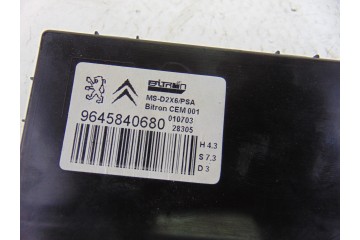 BITRON
MS-D2X6/PSA
Bitron CEM 001
9645840680
010703
28305
H 4.3
S 7.3
D 3